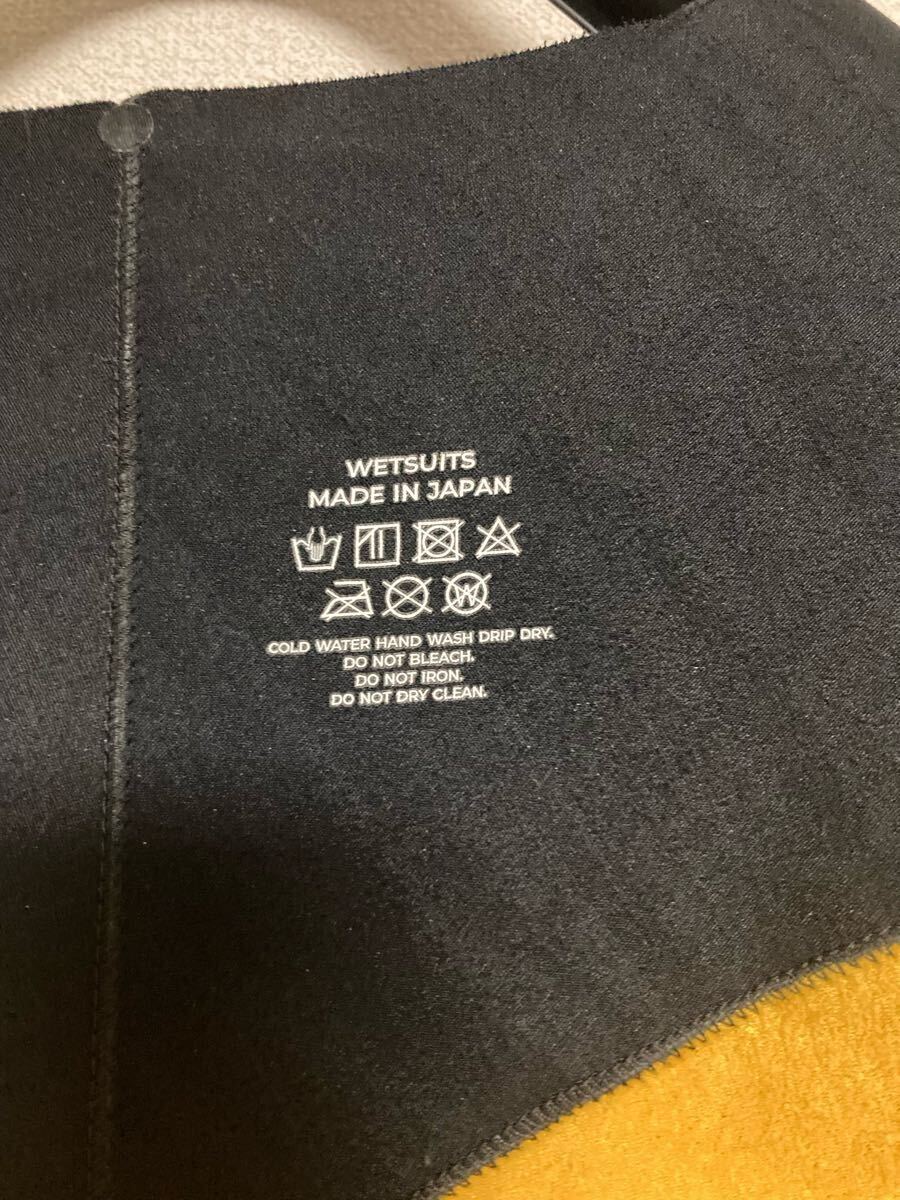 WETSUITS
MADE IN JAPAN
W
COLD WATER HAND WASH DRIP DRY.
DO NOT BLEACH.
DO NOT IRON.
DO NOT DRY CLEAN.